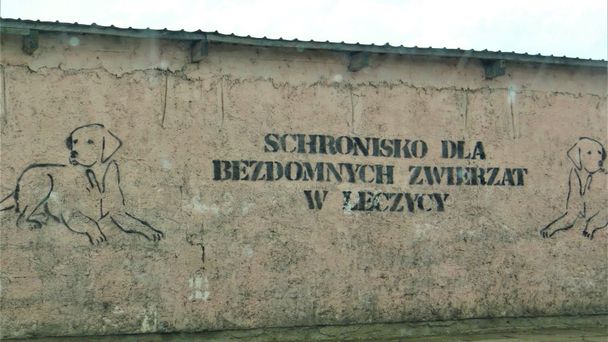 SCHRONISKO DLA
BEZDOMNYCH ZWIERZAT
W LECZYCY